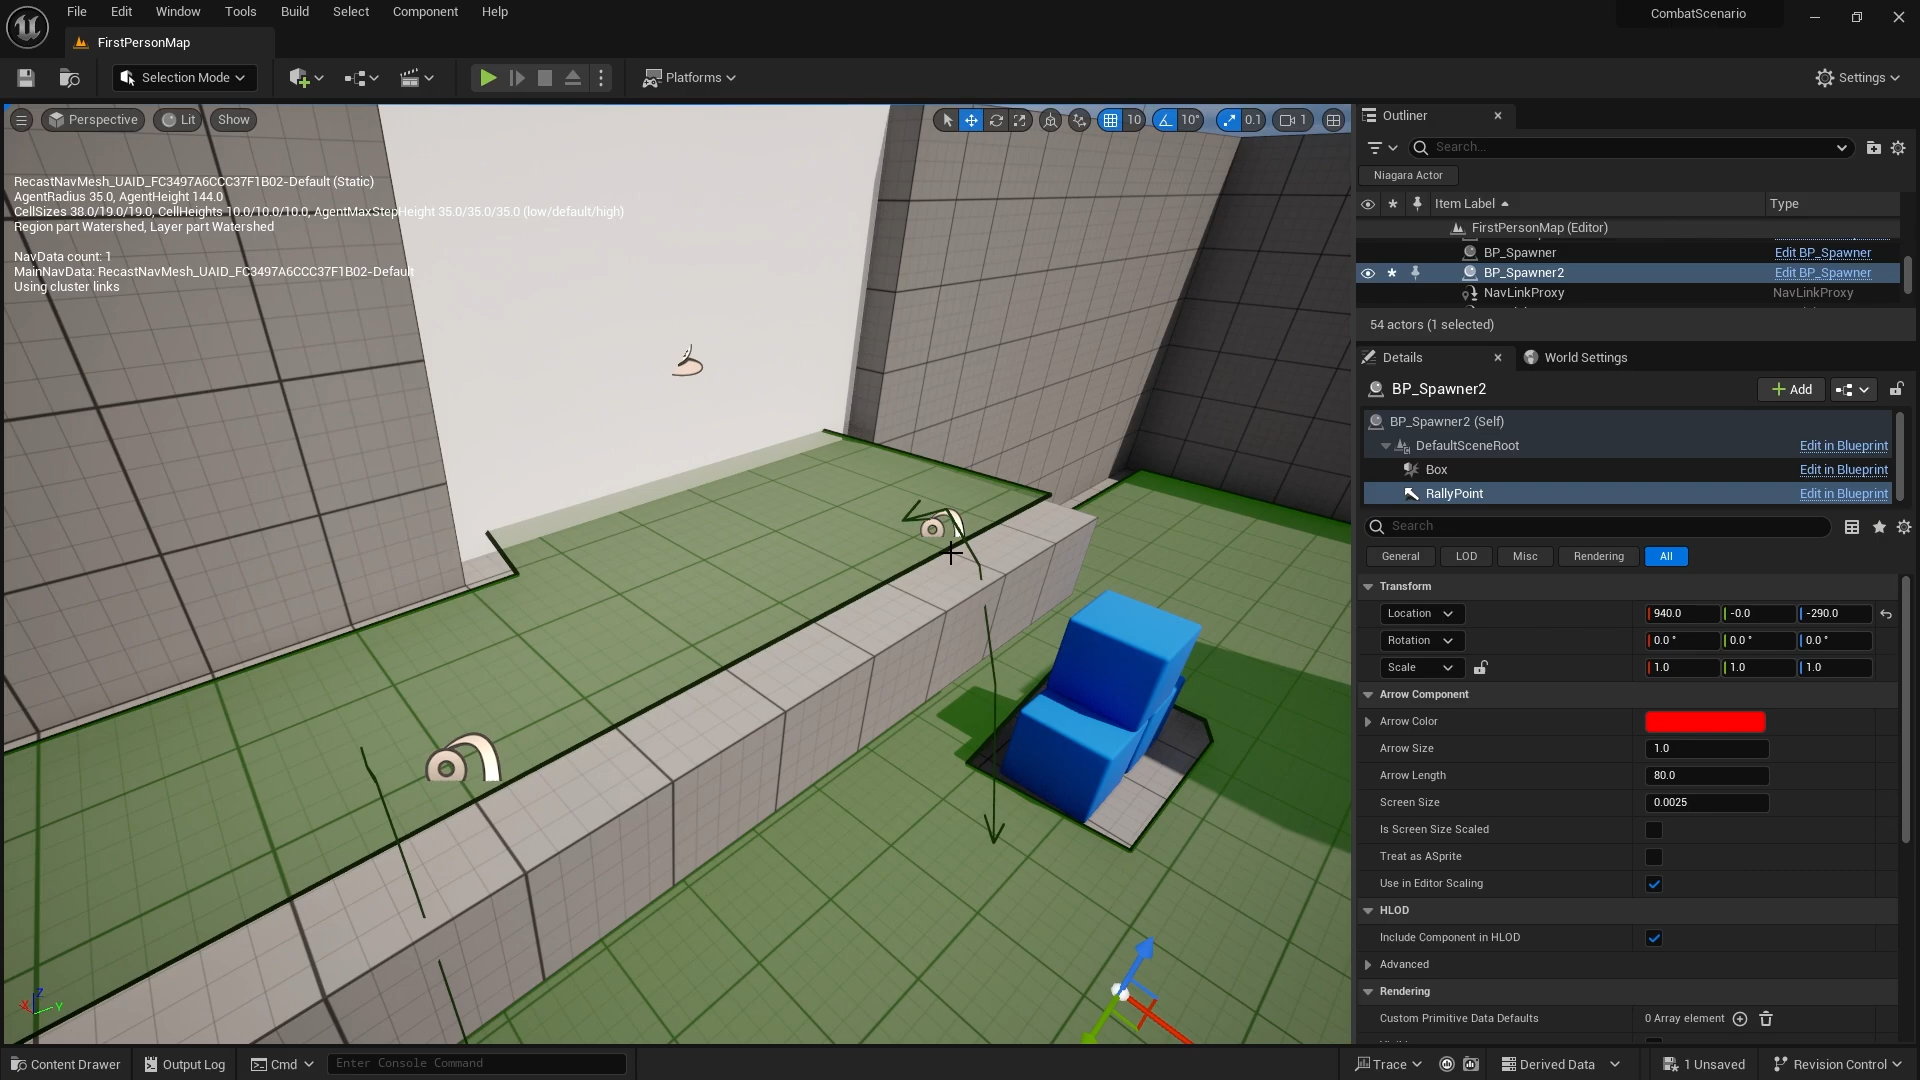 File Edit Window Tools Build Select Component Help
CombatScenario
FirstPersonMap
Selection Mode
Platforms
Settings
Perspective Lit Show
10 10° 0.1 1
RecastNavMesh_UAID_FC3497A6CCC37F1B02-Default (Static)
AgentRadius 35.0, AgentHeight 144.0
CellSizes 38.0/19.0/19.0, CellHeights 10.0/10.0/10.0, AgentMaxStepHeight 35.0/35.0/35.0 (low/default/high)
Region part Watershed, Layer part Watershed
NavData count: 1
MainNavData: RecastNavMesh_UAID_FC3497A6CCC37F1B02-Default
Using cluster links
X Z Y
Outliner
Search...
Niagara Actor
Item Label Type
FirstPersonMap (Editor)
BP_Spawner Edit BP_Spawner
BP_Spawner2 Edit BP_Spawner
NavLinkProxy NavLinkProxy
54 actors (1 selected)
Details World Settings
BP_Spawner2 Add
BP_Spawner2 (Self)
DefaultSceneRoot Edit in Blueprint
Box Edit in Blueprint
RallyPoint Edit in Blueprint
Search
General LOD Misc Rendering All
Transform
Location 940.0 -0.0 -290.0
Rotation 0.0 ° 0.0 ° 0.0 °
Scale 1.0 1.0 1.0
Arrow Component
Arrow Color
Arrow Size 1.0
Arrow Length 80.0
Screen Size 0.0025
Is Screen Size Scaled
Treat as ASprite
Use in Editor Scaling
HLOD
Include Component in HLOD
Advanced
Rendering
Custom Primitive Data Defaults 0 Array element
Content Drawer Output Log Cmd Enter Console Command Trace Derived Data 1 Unsaved Revision Control